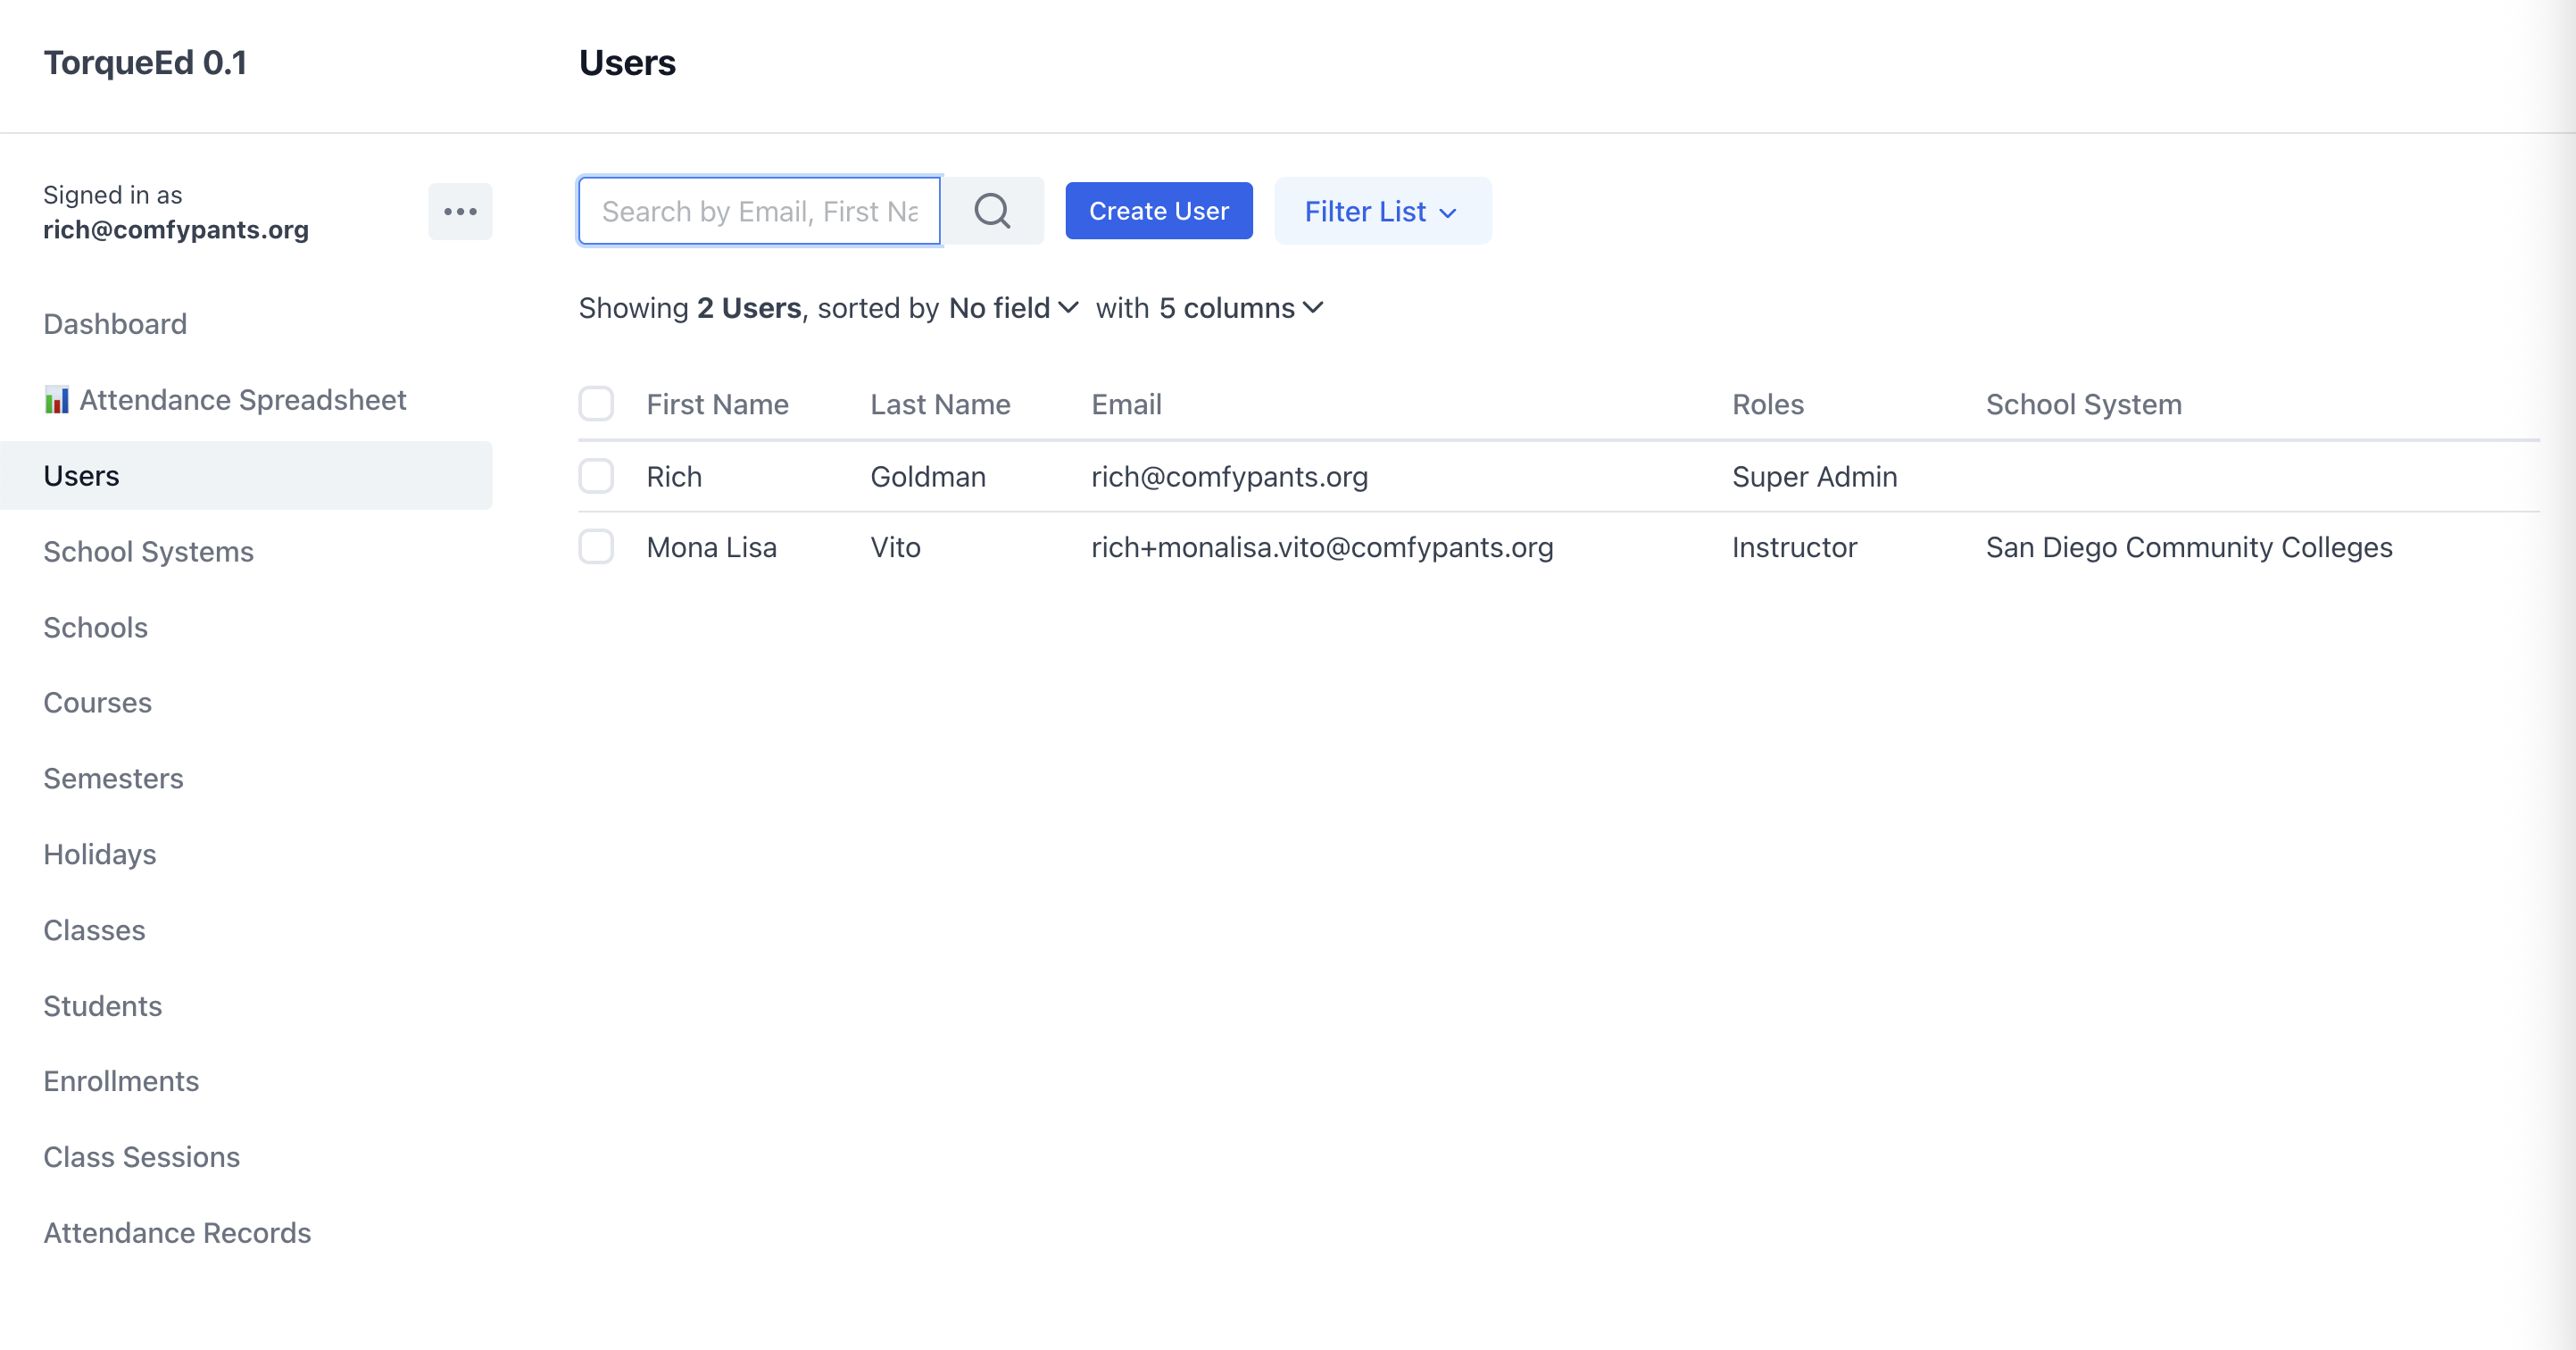 TorqueEd 0.1
Users
Signed in as
rich@comfypants.org
Dashboard
Attendance Spreadsheet
Users
School Systems
Schools
Courses
Semesters
Holidays
Classes
Students
Enrollments
Class Sessions
Attendance Records
Search by Email, First Na
Create User
Filter List
Showing 2 Users, sorted by No field with 5 columns
First Name Last Name Email Roles School System
Rich Goldman rich@comfypants.org Super Admin
Mona Lisa Vito rich+monalisa.vito@comfypants.org Instructor San Diego Community Colleges